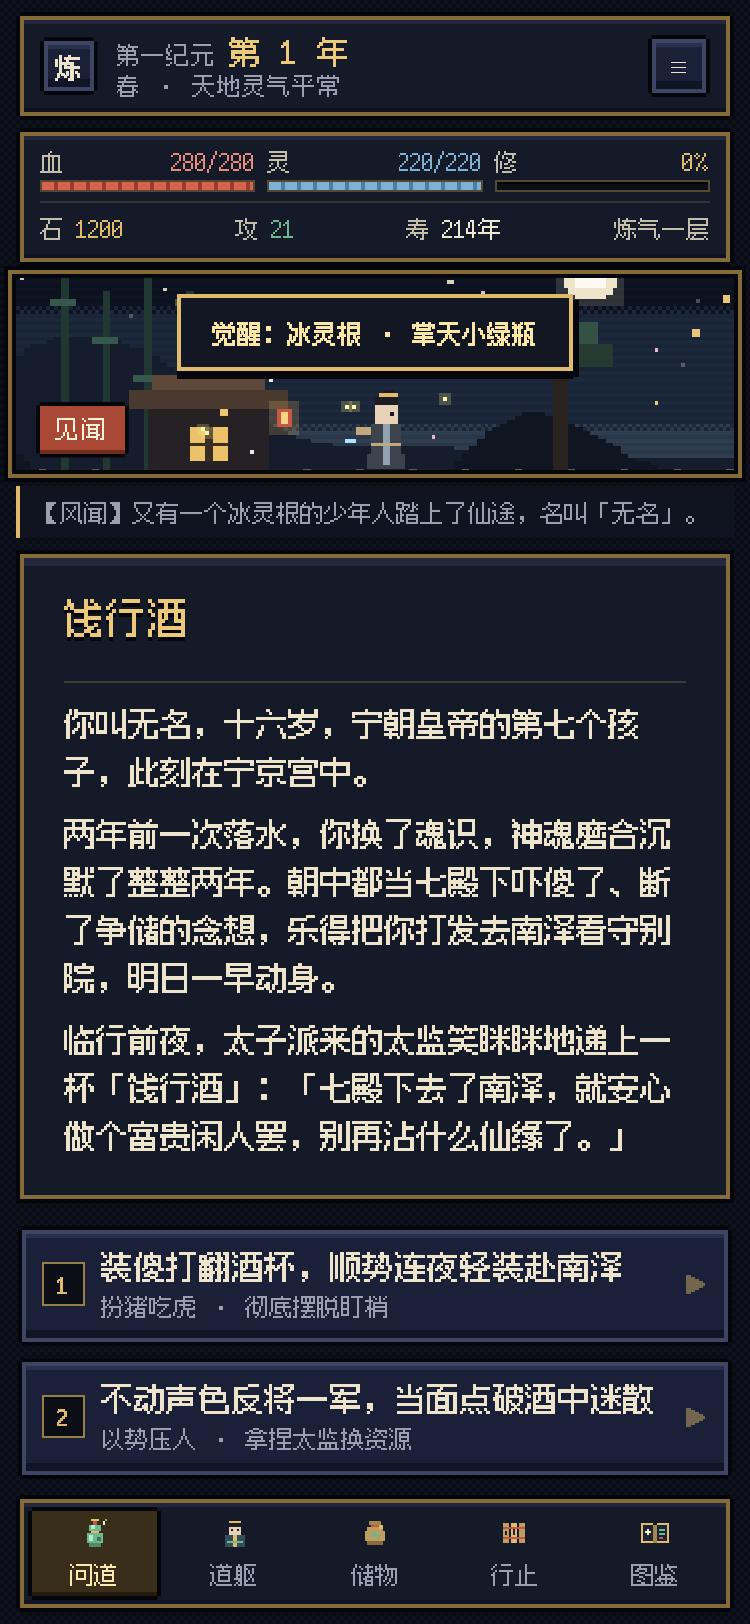 炼
第一纪元 第 1 年
春 · 天地灵气平常
≡
血 280/280 灵 220/220 修 0%
石 1200 攻 21 寿 214年 炼气一层
觉醒：冰灵根 · 掌天小绿瓶
见闻
【风闻】又有一个冰灵根的少年人踏上了仙途，名叫「无名」。
饯行酒
你叫无名，十六岁，宁朝皇帝的第七个孩
子，此刻在宁京宫中。
两年前一次落水，你换了魂识，神魂磨合沉
默了整整两年。朝中都当七殿下吓傻了、断
了争储的念想，乐得把你打发去南泽看守别
院，明日一早动身。
临行前夜，太子派来的太监笑眯眯地递上一
杯「饯行酒」：「七殿下去了南泽，就安心
做个富贵闲人罢，别再沾什么仙缘了。」
1 装傻打翻酒杯，顺势连夜轻装赴南泽
扮猪吃虎 · 彻底摆脱盯梢
2 不动声色反将一军，当面点破酒中迷散
以势压人 · 拿捏太监换资源
问道 道躯 储物 行止 图鉴